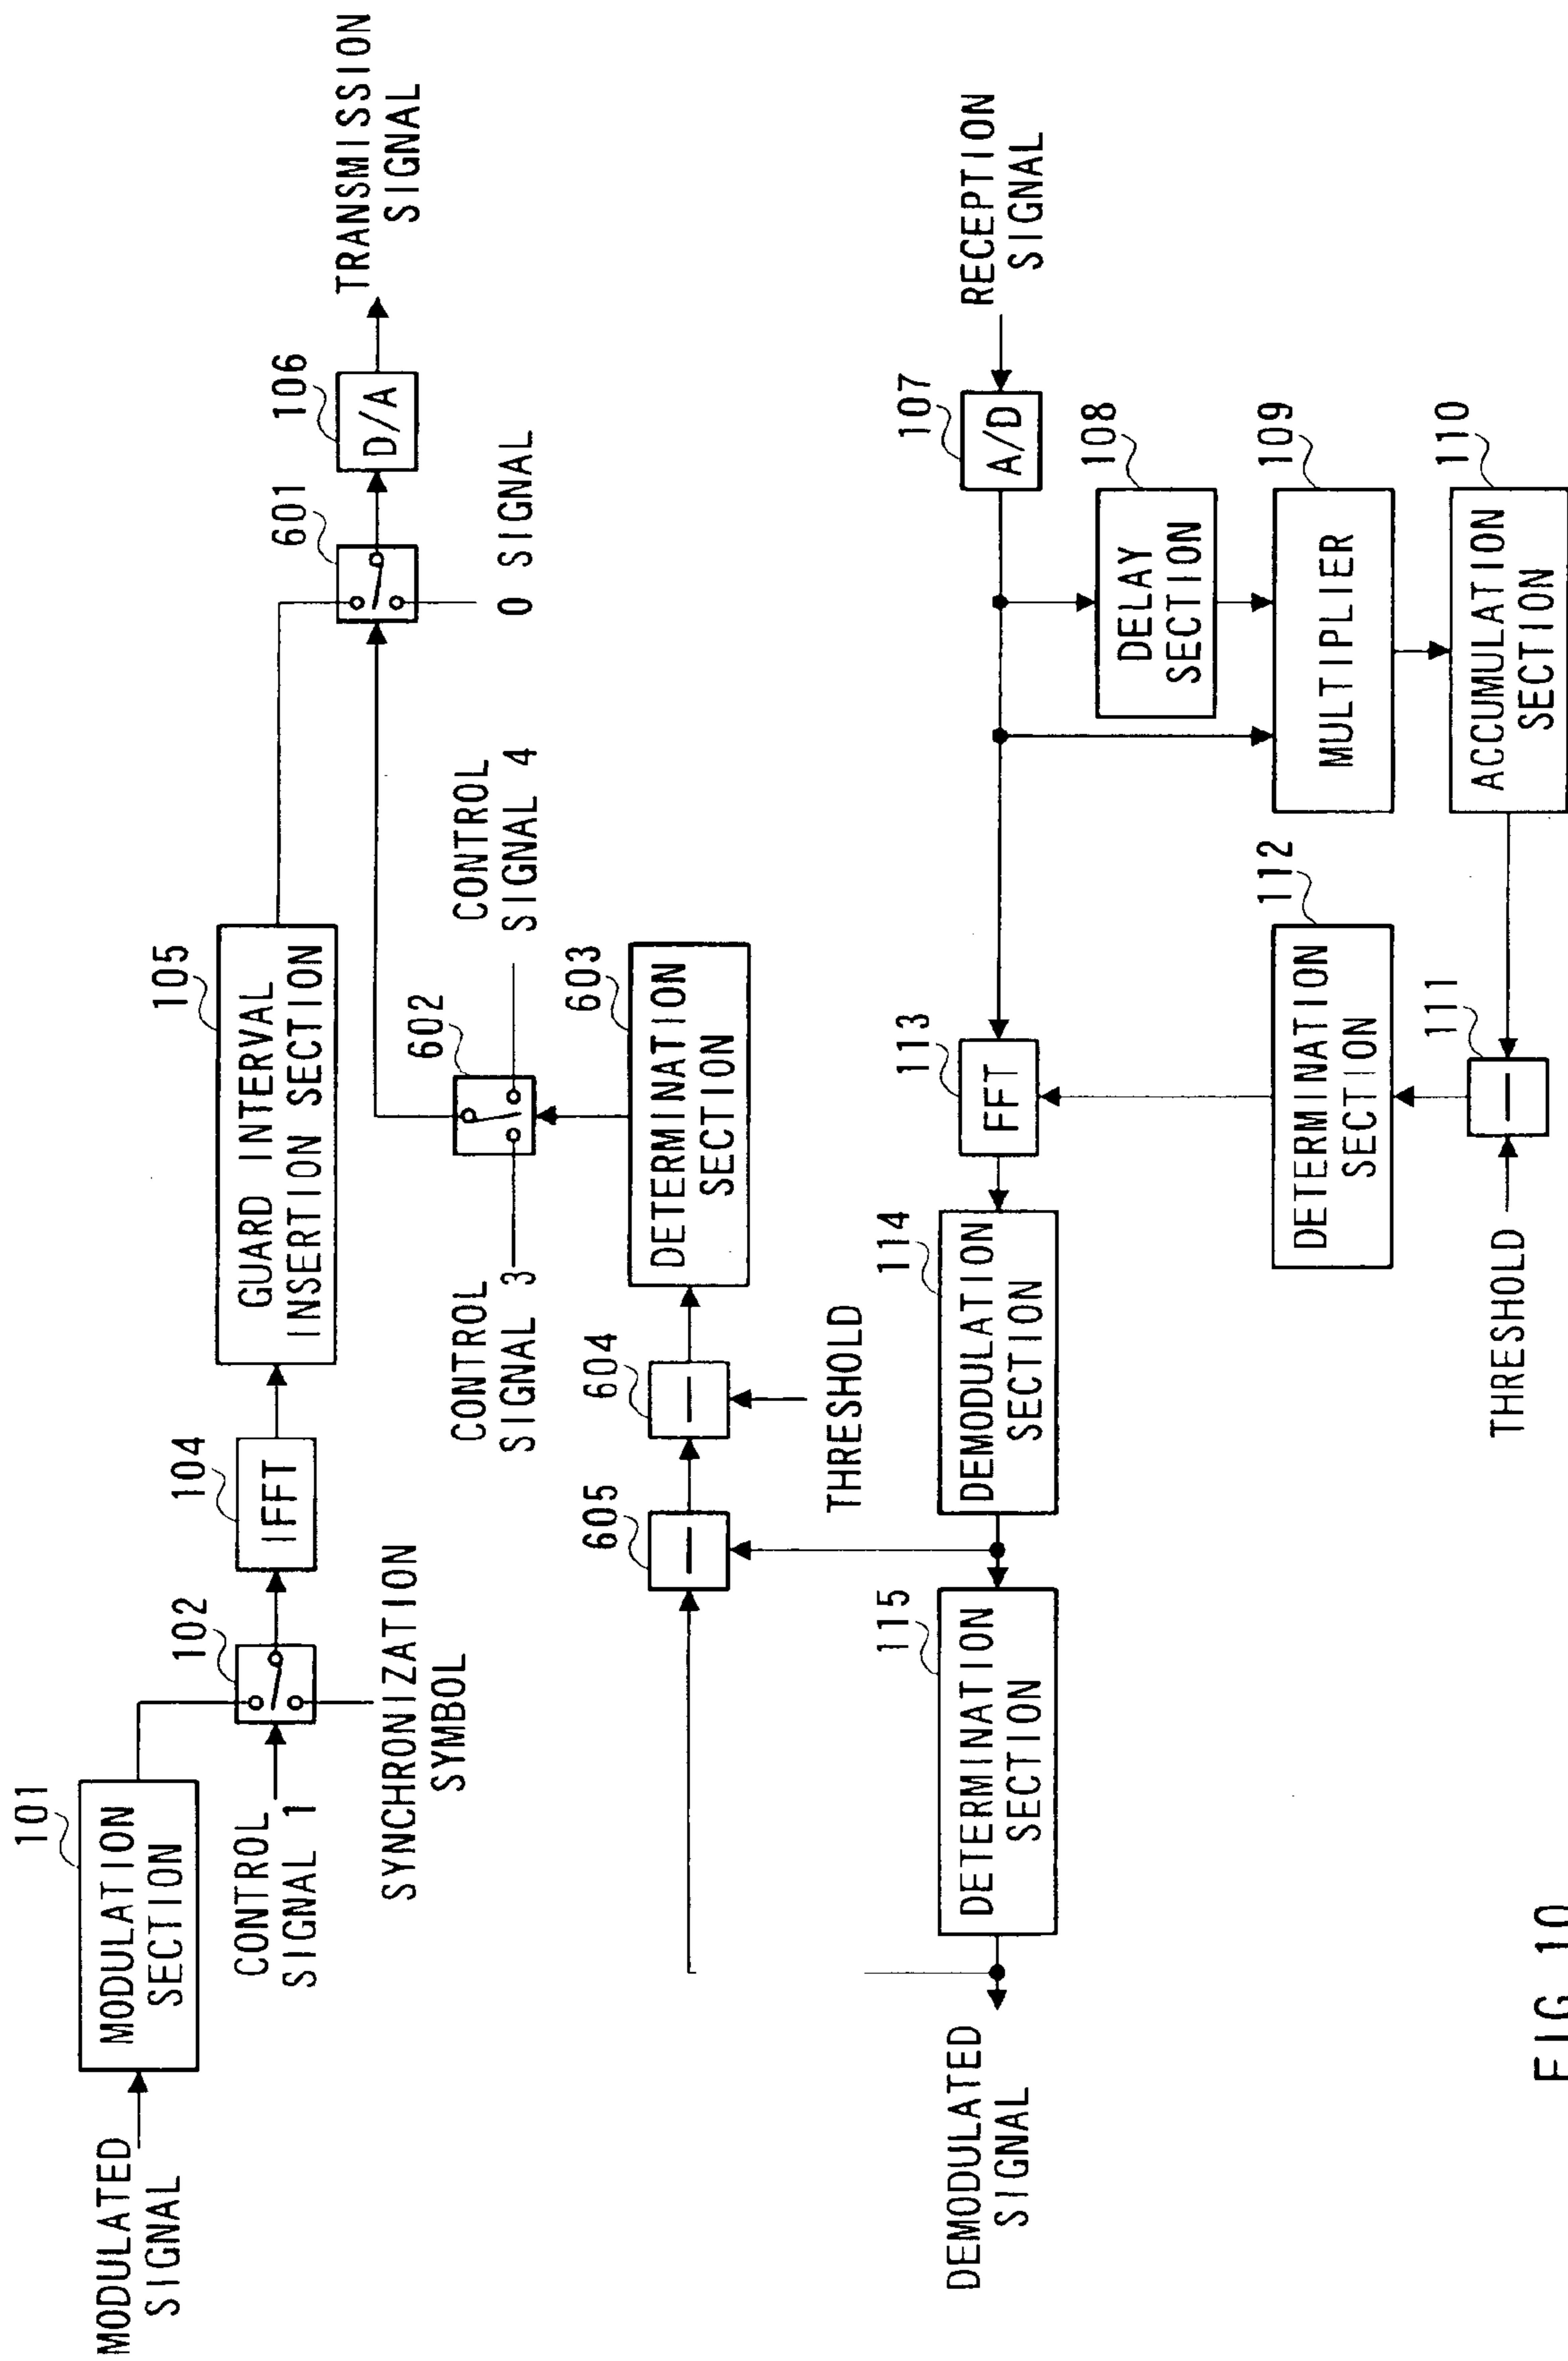 101
MODULATED
SIGNAL
MODULATION
SECTION
CONTROL
SIGNAL 1
102
SYNCHRONIZATION
SYMBOL
104
IFFT
105
GUARD INTERVAL
INSERTION SECTION
601
0 SIGNAL
106
D/A
TRANSMISSION
SIGNAL
CONTROL
SIGNAL 3
602
CONTROL
SIGNAL 4
605
604
THRESHOLD
603
DETERMINATION
SECTION
DEMODULATED
SIGNAL
115
DETERMINATION
SECTION
114
DEMODULATION
SECTION
113
FFT
107
A/D
RECEPTION
SIGNAL
108
DELAY
SECTION
109
MULTIPLIER
110
ACCUMULATION
SECTION
112
DETERMINATION
SECTION
111
THRESHOLD
FIG.10